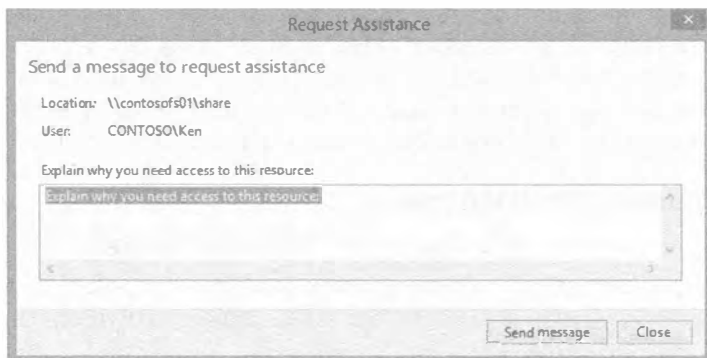 Request Assistance
Send a message to request assistance
Location: \\contosofs01\share
User: CONTOSO\Ken
Explain why you need access to this resource:
Explain why you need access to this resource:
Send message
Close